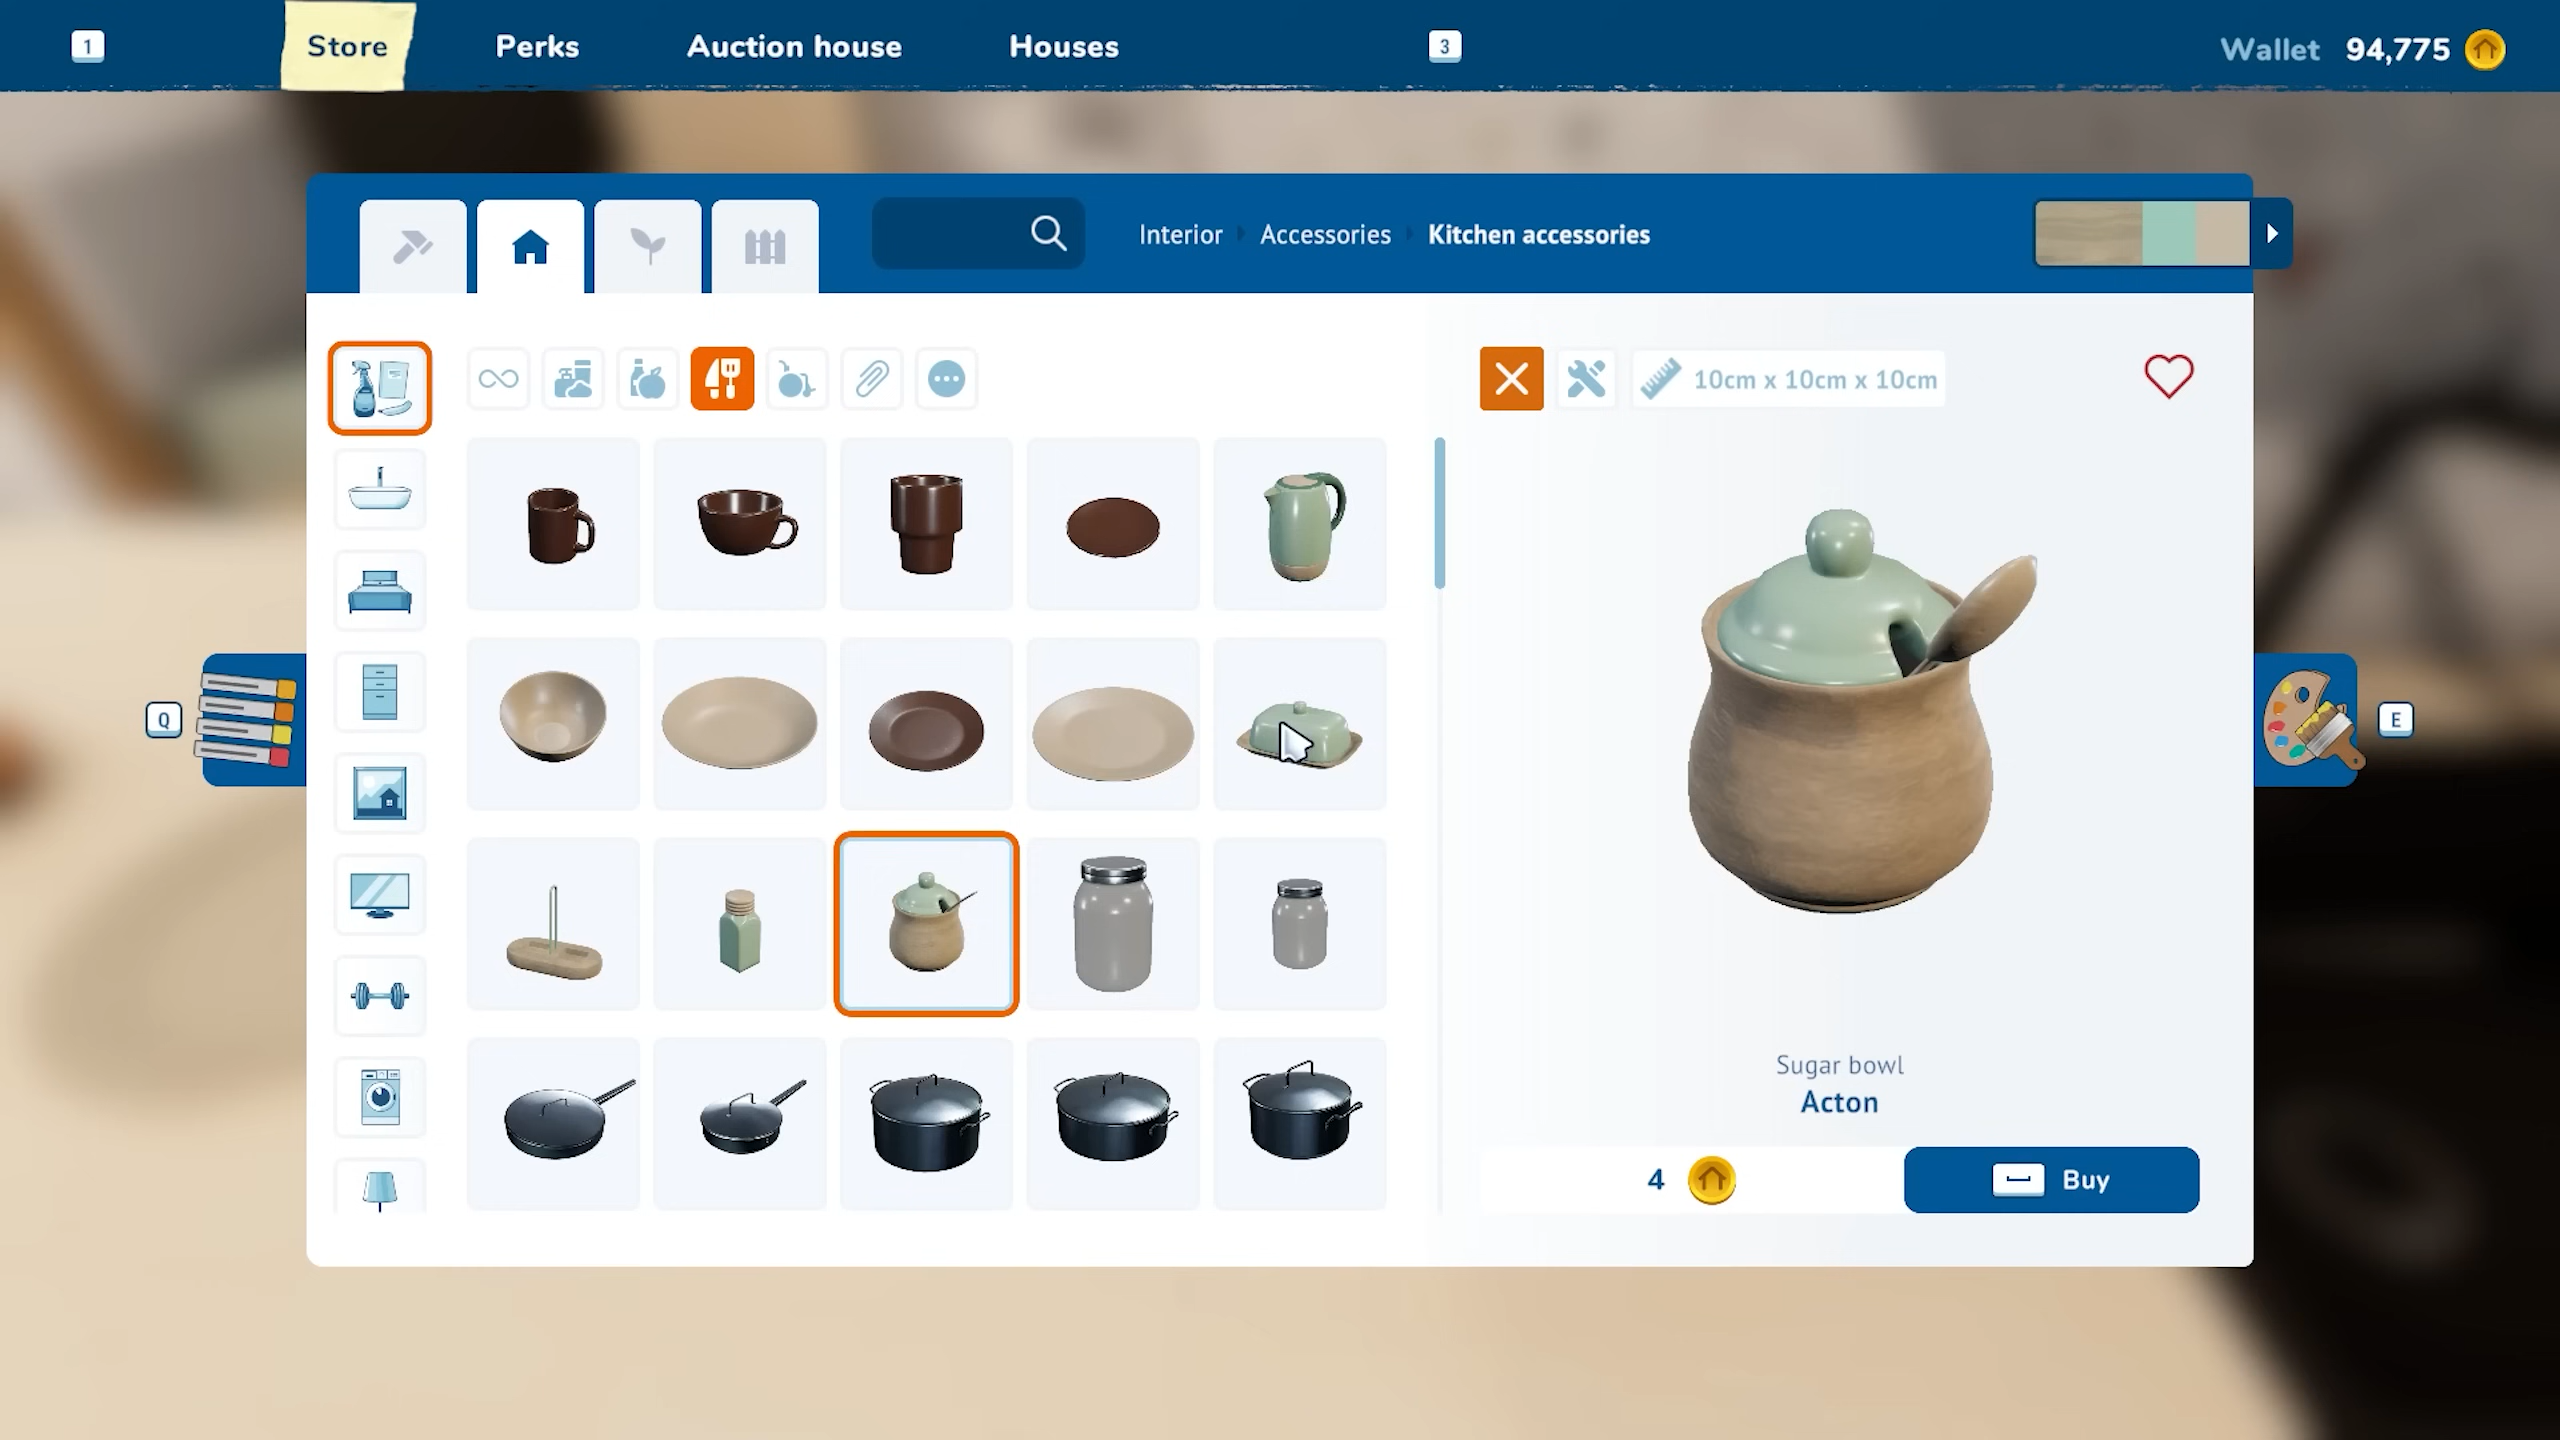 1 Store Perks Auction house Houses 3 Wallet 94,775
Interior Accessories Kitchen accessories
10cm x 10cm x 10cm
Q
E
Sugar bowl
Acton
4 Buy